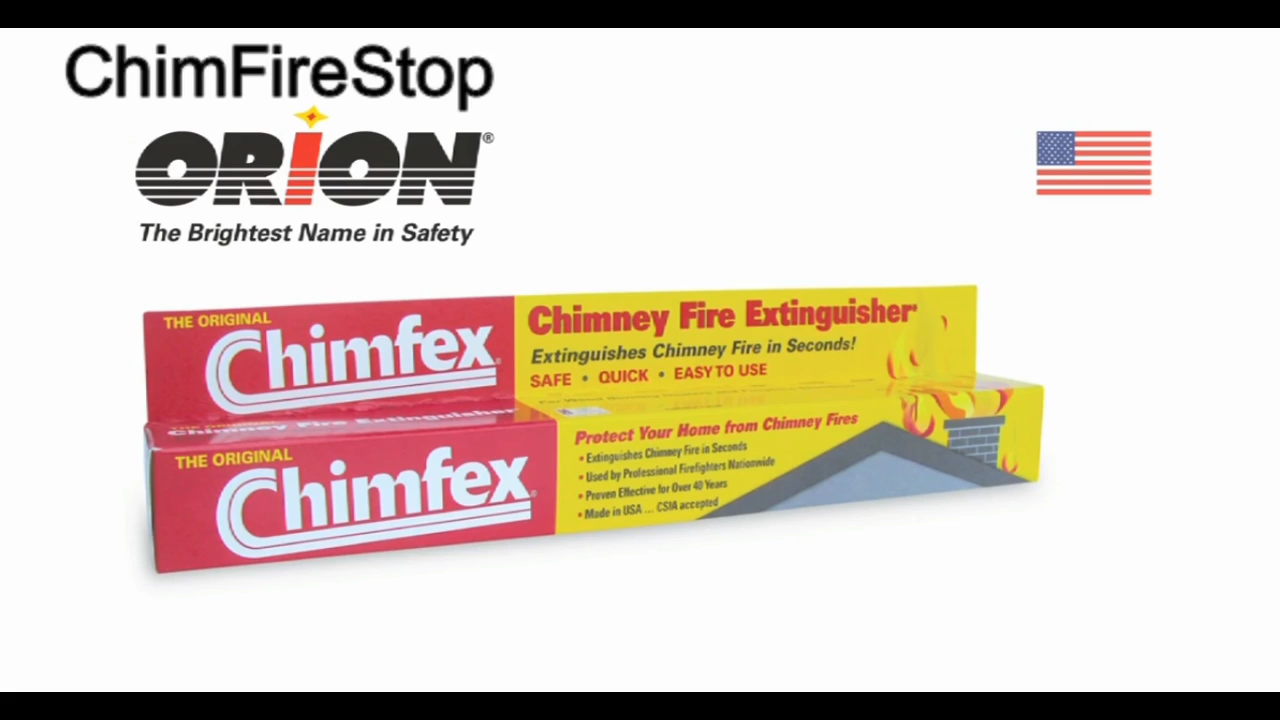 ChimFireStop
ORION®
The Brightest Name in Safety
THE ORIGINAL
Chimfex
Chimney Fire Extinguisher
Extinguishes Chimney Fire in Seconds!
SAFE • QUICK • EASY TO USE
Chimney Fire Extinguisher
THE ORIGINAL
Chimfex
Protect Your Home from Chimney Fires
• Extinguishes Chimney Fire in Seconds
• Used by Professional Firefighters Nationwide
• Proven Effective for Over 40 Years
• Made in USA ... CSIA accepted